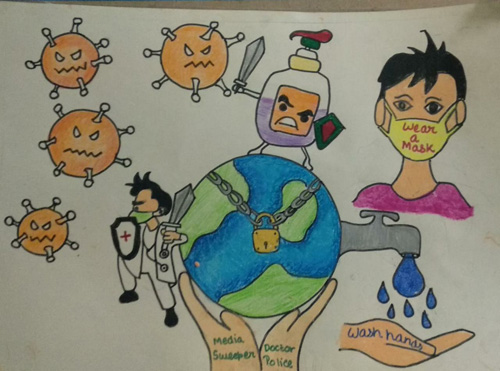 Wear
a
Mask
wash hands
Media
Sweeper
Doctor
Police